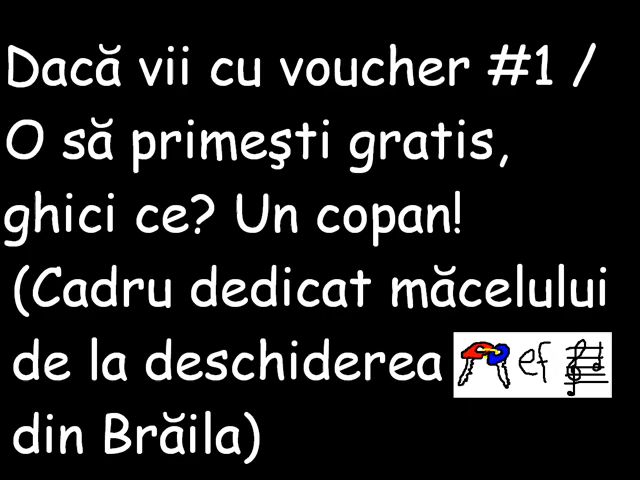 Dacă vii cu voucher #1 /
O să primeşti gratis,
ghici ce? Un copan!
(Cadru dedicat măcelului
de la deschiderea ef
din Brăila)